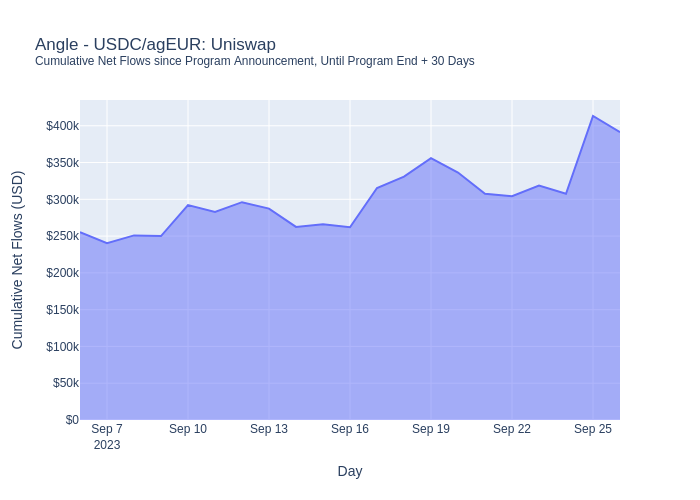 Angle - USDC/agEUR: Uniswap
Cumulative Net Flows since Program Announcement, Until Program End + 30 Days
Cumulative Net Flows (USD)
$400k
$350k
$300k
$250k
$200k
$150k
$100k
$50k
$0
Sep 7
2023
Sep 10
Sep 13
Sep 16
Sep 19
Sep 22
Sep 25
Day